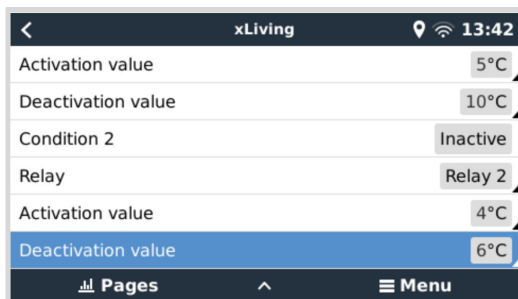 xLiving 13:42
Activation value 5°C
Deactivation value 10°C
Condition 2 Inactive
Relay Relay 2
Activation value 4°C
Deactivation value 6°C
Pages Menu